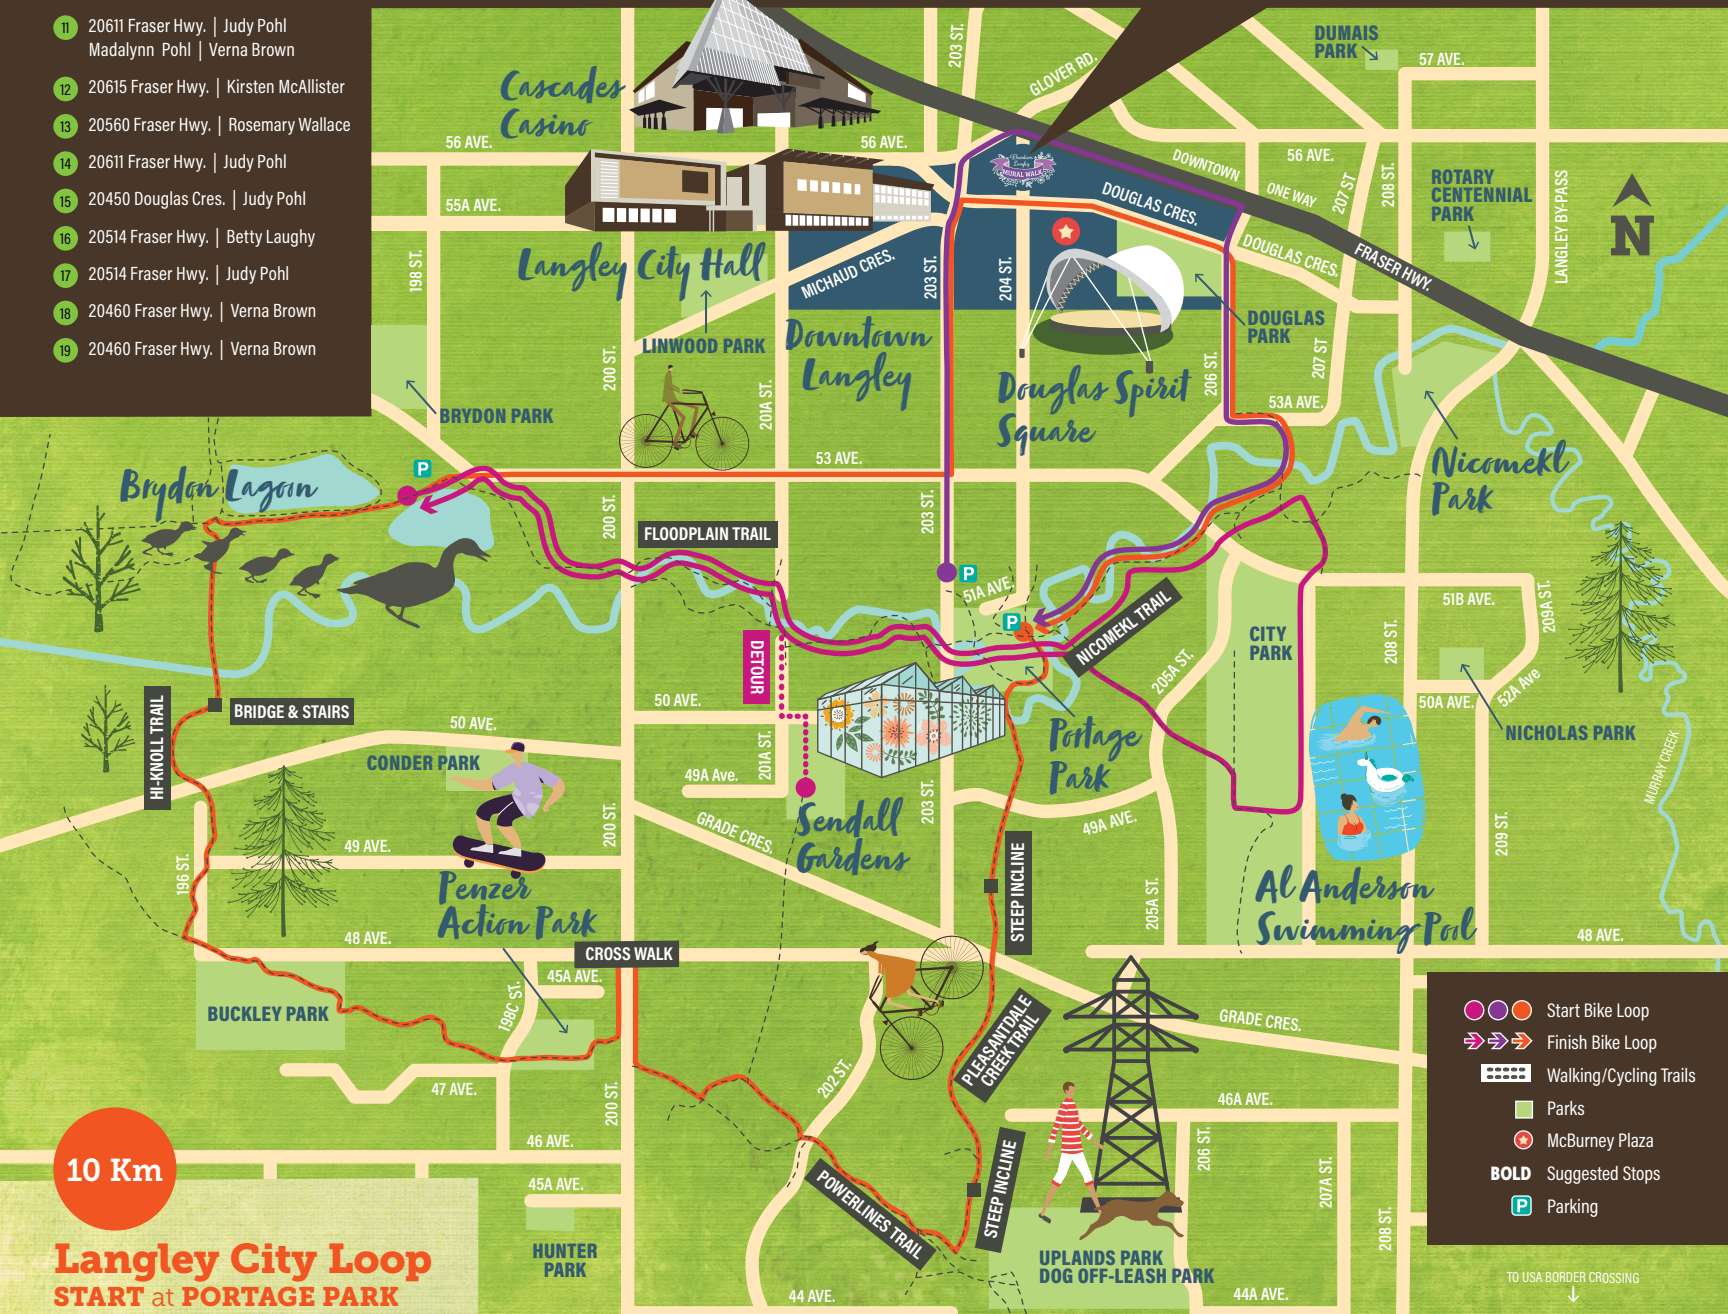 11 20611 Fraser Hwy. | Judy Pohl
Madalynn Pohl | Verna Brown
12 20615 Fraser Hwy. | Kirsten McAllister
13 20560 Fraser Hwy. | Rosemary Wallace
14 20611 Fraser Hwy. | Judy Pohl
15 20450 Douglas Cres. | Judy Pohl
16 20514 Fraser Hwy. | Betty Laughy
17 20514 Fraser Hwy. | Judy Pohl
18 20460 Fraser Hwy. | Verna Brown
19 20460 Fraser Hwy. | Verna Brown
Cascades
Casino
203 ST.
GLOVER RD.
DUMAIS
PARK
57 AVE.
56 AVE.
56 AVE.
Downtown
Langley
MURAL WALK
DOWNTOWN
ONE WAY
56 AVE.
207 ST
208 ST.
ROTARY
CENTENNIAL
PARK
LANGLEY BY-PASS
N
55A AVE.
198 ST.
Langley City Hall
MICHAUD CRES.
203 ST.
204 ST.
DOUGLAS CRES.
DOUGLAS CRES.
FRASER HWY.
DOUGLAS
PARK
LINWOOD PARK
Downtown
Langley
200 ST.
201A ST.
Douglas Spirit
Square
206 ST.
207 ST
53A AVE.
BRYDON PARK
P
53 AVE.
Brydon Lagoon
Nicomekl
Park
200 ST.
203 ST.
FLOODPLAIN TRAIL
P
51A AVE.
P
NICOMEKL TRAIL
CITY
PARK
51B AVE.
209A ST.
208 ST.
52A Ave
50A AVE.
NICHOLAS PARK
MURRAY CREEK
DETOUR
50 AVE.
205A ST.
HI-KNOLL TRAIL
BRIDGE & STAIRS
50 AVE.
CONDER PARK
201A ST.
49A Ave.
Portage
Park
Sendall
Gardens
203 ST.
49A AVE.
GRADE CRES.
200 ST.
49 AVE.
196 ST.
Penzer
Action Park
STEEP INCLINE
205A ST.
209 ST.
Al Anderson
Swimming Pool
48 AVE.
48 AVE.
CROSS WALK
45A AVE.
198C ST.
BUCKLEY PARK
PLEASANTDALE
CREEK TRAIL
GRADE CRES.
202 ST.
47 AVE.
200 ST.
46A AVE.
46 AVE.
206 ST.
207A ST.
208 ST.
STEEP INCLINE
POWERLINES TRAIL
45A AVE.
HUNTER
PARK
UPLANDS PARK
DOG OFF-LEASH PARK
44 AVE.
44A AVE.
10 Km
Langley City Loop
START at PORTAGE PARK
Start Bike Loop
Finish Bike Loop
Walking/Cycling Trails
Parks
McBurney Plaza
BOLD Suggested Stops
P Parking
TO USA BORDER CROSSING